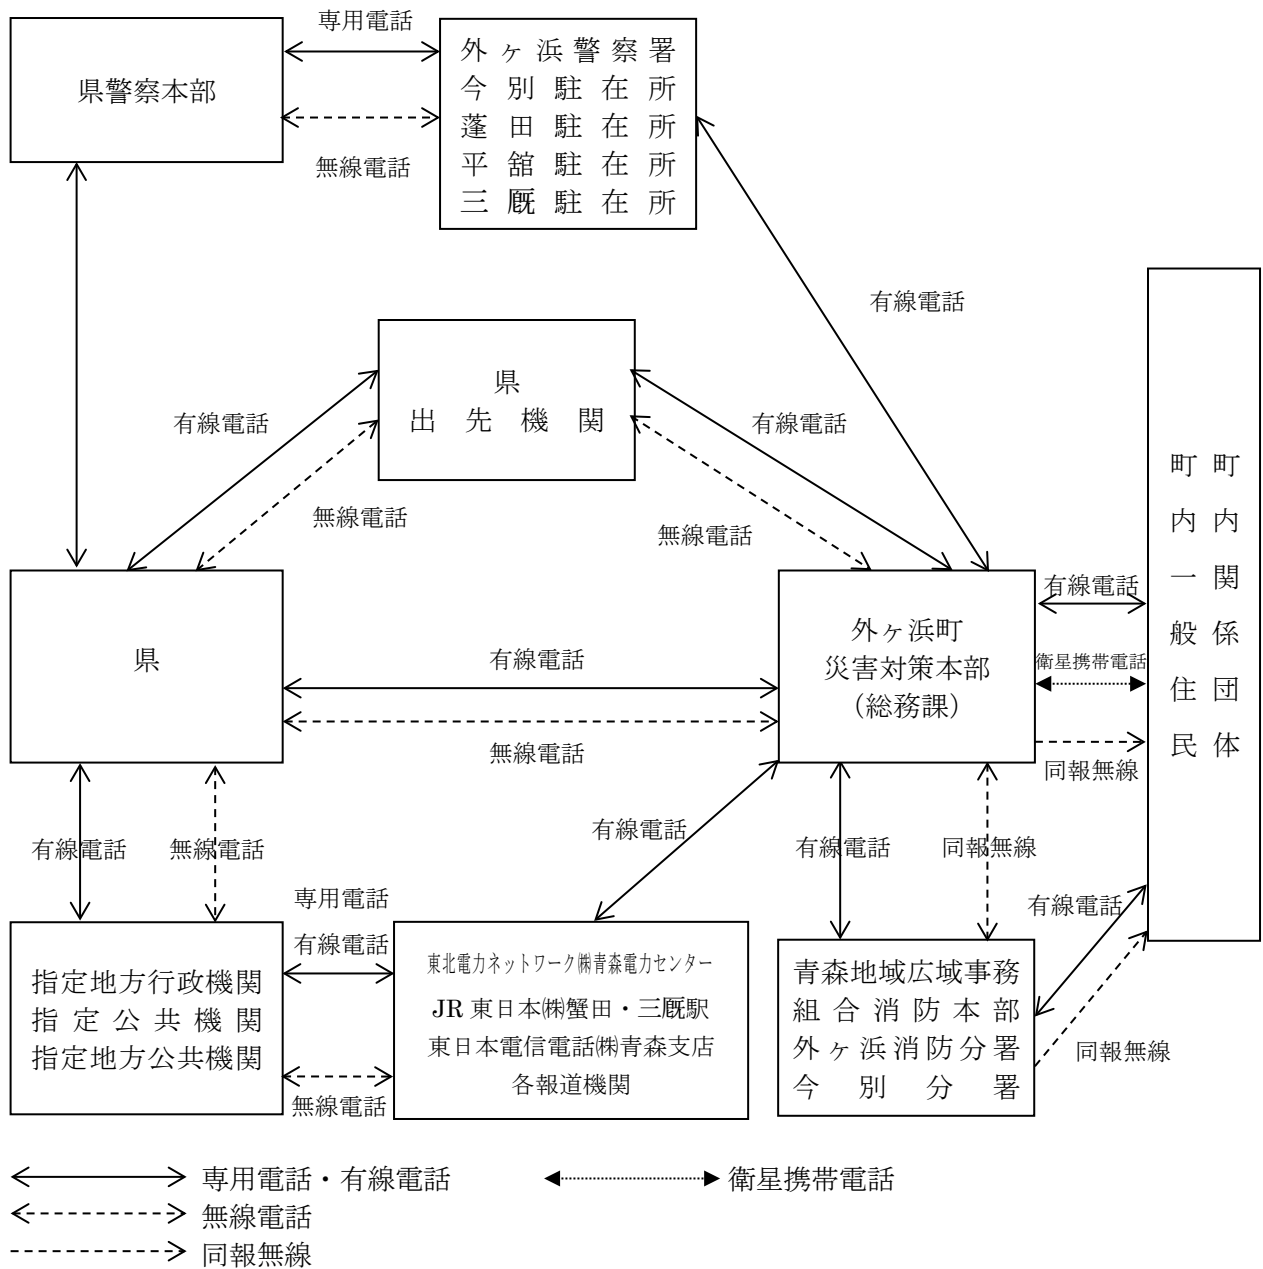 専用電話
県警察本部
外ヶ浜警察署
今別駐在所
蓬田駐在所
平舘駐在所
三厩駐在所
無線電話
有線電話
県
出先機関
有線電話
有線電話
無線電話
無線電話
町内関係団体
町内一般住民
県
有線電話
無線電話
外ヶ浜町
災害対策本部
（総務課）
有線電話
衛星携帯電話
同報無線
有線電話
無線電話
有線電話
有線電話
同報無線
専用電話
有線電話
無線電話
指定地方行政機関
指定公共機関
指定地方公共機関
東北電力ネットワーク㈱青森電力センター
JR東日本㈱蟹田・三厩駅
東日本電信電話㈱青森支店
各報道機関
青森地域広域事務
組合消防本部
外ヶ浜消防分署
今別分署
有線電話
同報無線
専用電話・有線電話
無線電話
同報無線
衛星携帯電話